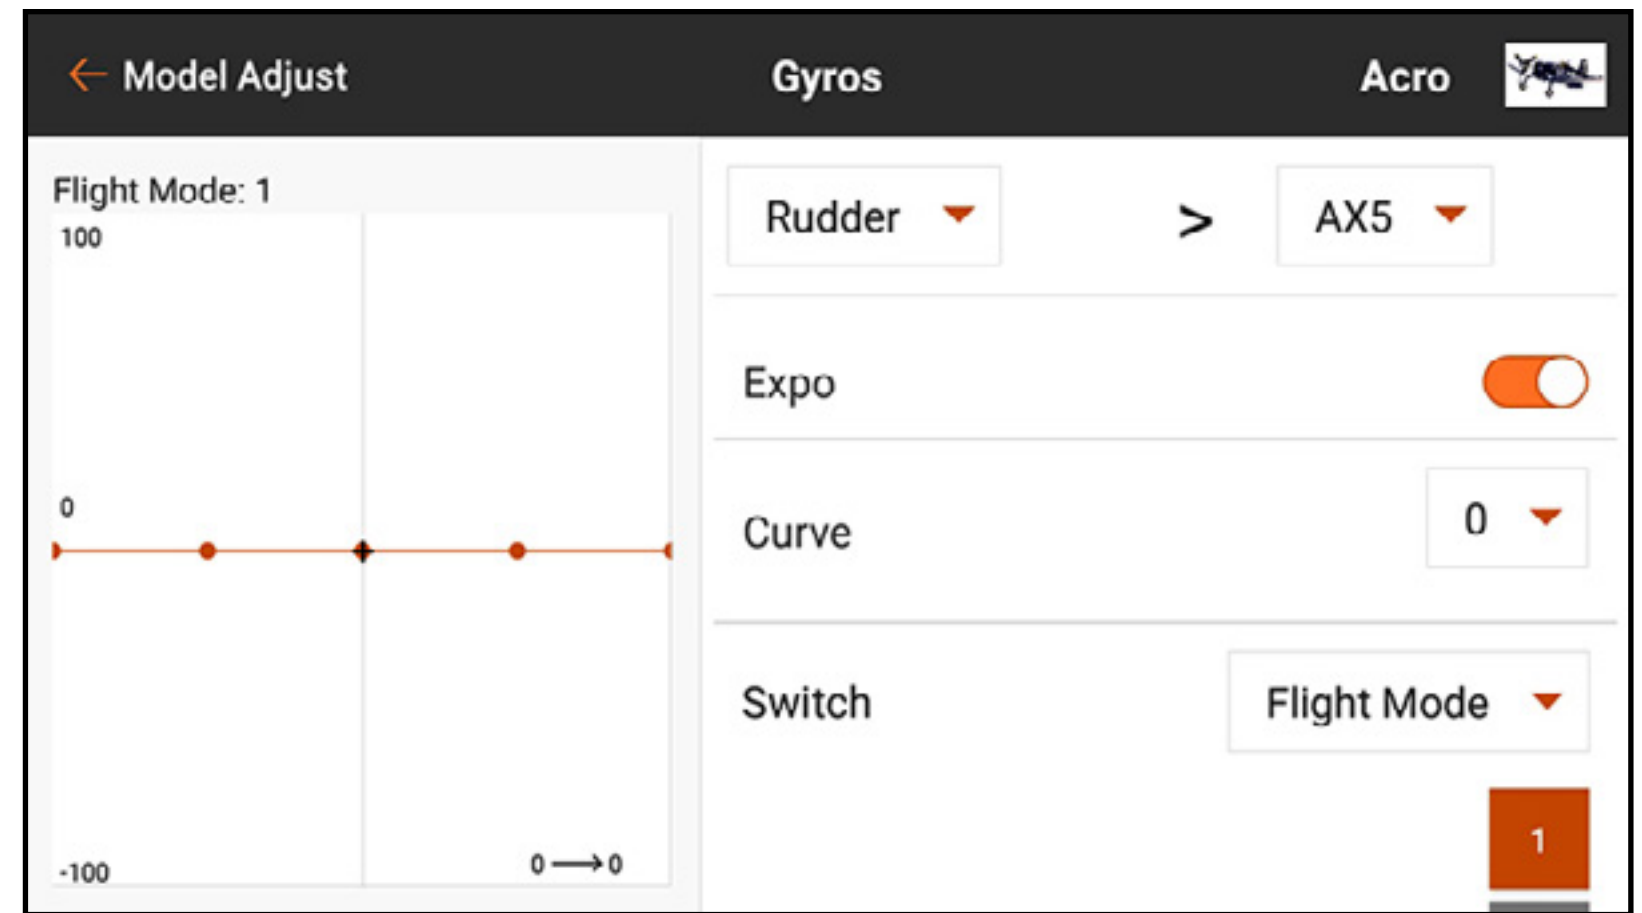 ← Model Adjust
Gyros
Acro
Flight Mode: 1
100
0
-100
0 → 0
Rudder
>
AX5
Expo
Curve
0
Switch
Flight Mode
1